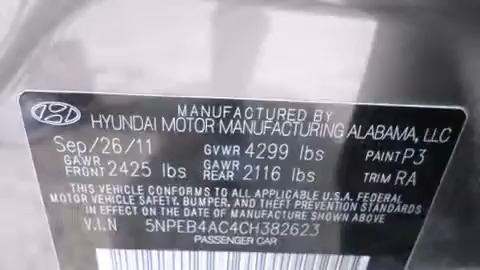 MANUFACTURED BY
HYUNDAI MOTOR MANUFACTURING ALABAMA, LLC
Sep/26/11 GVWR 4299 lbs PAINT P3
GAWR FRONT 2425 lbs GAWR REAR 2116 lbs TRIM RA
THIS VEHICLE CONFORMS TO ALL APPLICABLE U.S.A. FEDERAL
MOTOR VEHICLE SAFETY, BUMPER, AND THEFT PREVENTION
STANDARDS IN EFFECT ON THE DATE OF MANUFACTURE SHOWN ABOVE
V.I.N 5NPEB4AC4CH382623
PASSENGER CAR